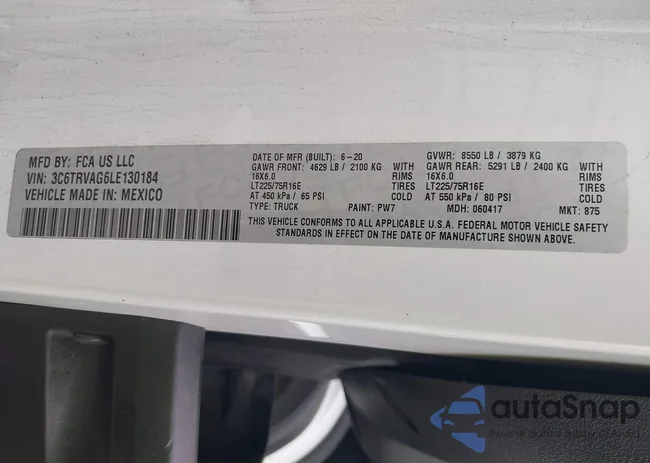 MFD BY: FCA US LLC
VIN: 3C6TRVAG6LE130184
VEHICLE MADE IN: MEXICO
DATE OF MFR (BUILT): 6-20
GAWR FRONT: 4629 LB / 2100 KG WITH
16X6.0 RIMS
LT225/75R16E TIRES
AT 450 kPa / 65 PSI COLD
TYPE: TRUCK PAINT: PW7
GVWR: 8550 LB / 3879 KG
GAWR REAR: 5291 LB / 2400 KG WITH
16X6.0 RIMS
LT225/75R16E TIRES
AT 550 kPa / 80 PSI COLD
MDH: 060417 MKT: 875
THIS VEHICLE CONFORMS TO ALL APPLICABLE U.S.A. FEDERAL MOTOR VEHICLE SAFETY
STANDARDS IN EFFECT ON THE DATE OF MANUFACTURE SHOWN ABOVE.
autoSnap